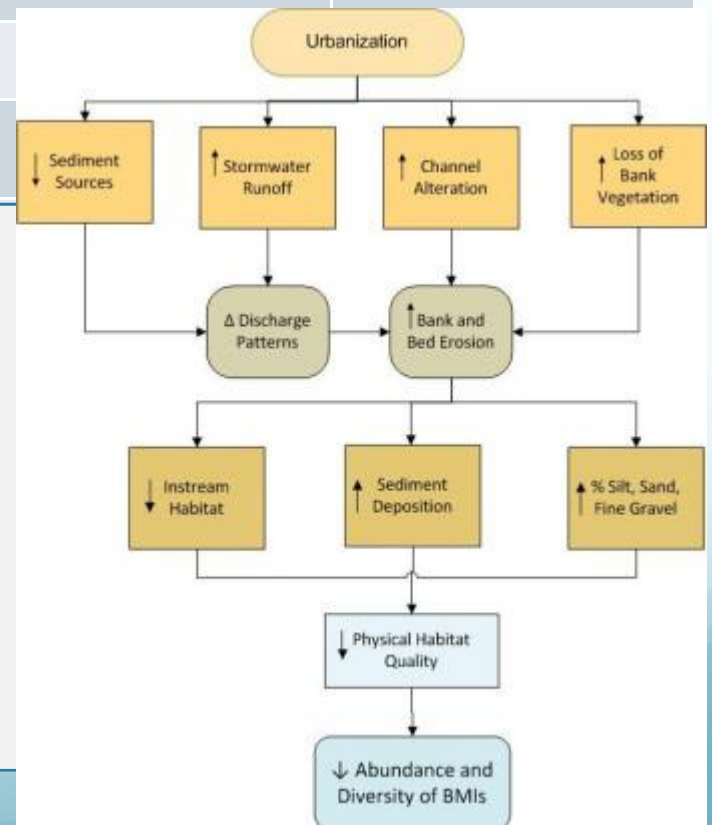 Urbanization
↓ Sediment
Sources
↑ Stormwater
Runoff
↑ Channel
Alteration
↑ Loss of
Bank
Vegetation
Δ Discharge
Patterns
↑ Bank and
Bed Erosion
↓ Instream
Habitat
↑ Sediment
Deposition
↑ % Silt, Sand,
Fine Gravel
↓ Physical Habitat
Quality
↓ Abundance and
Diversity of BMIs